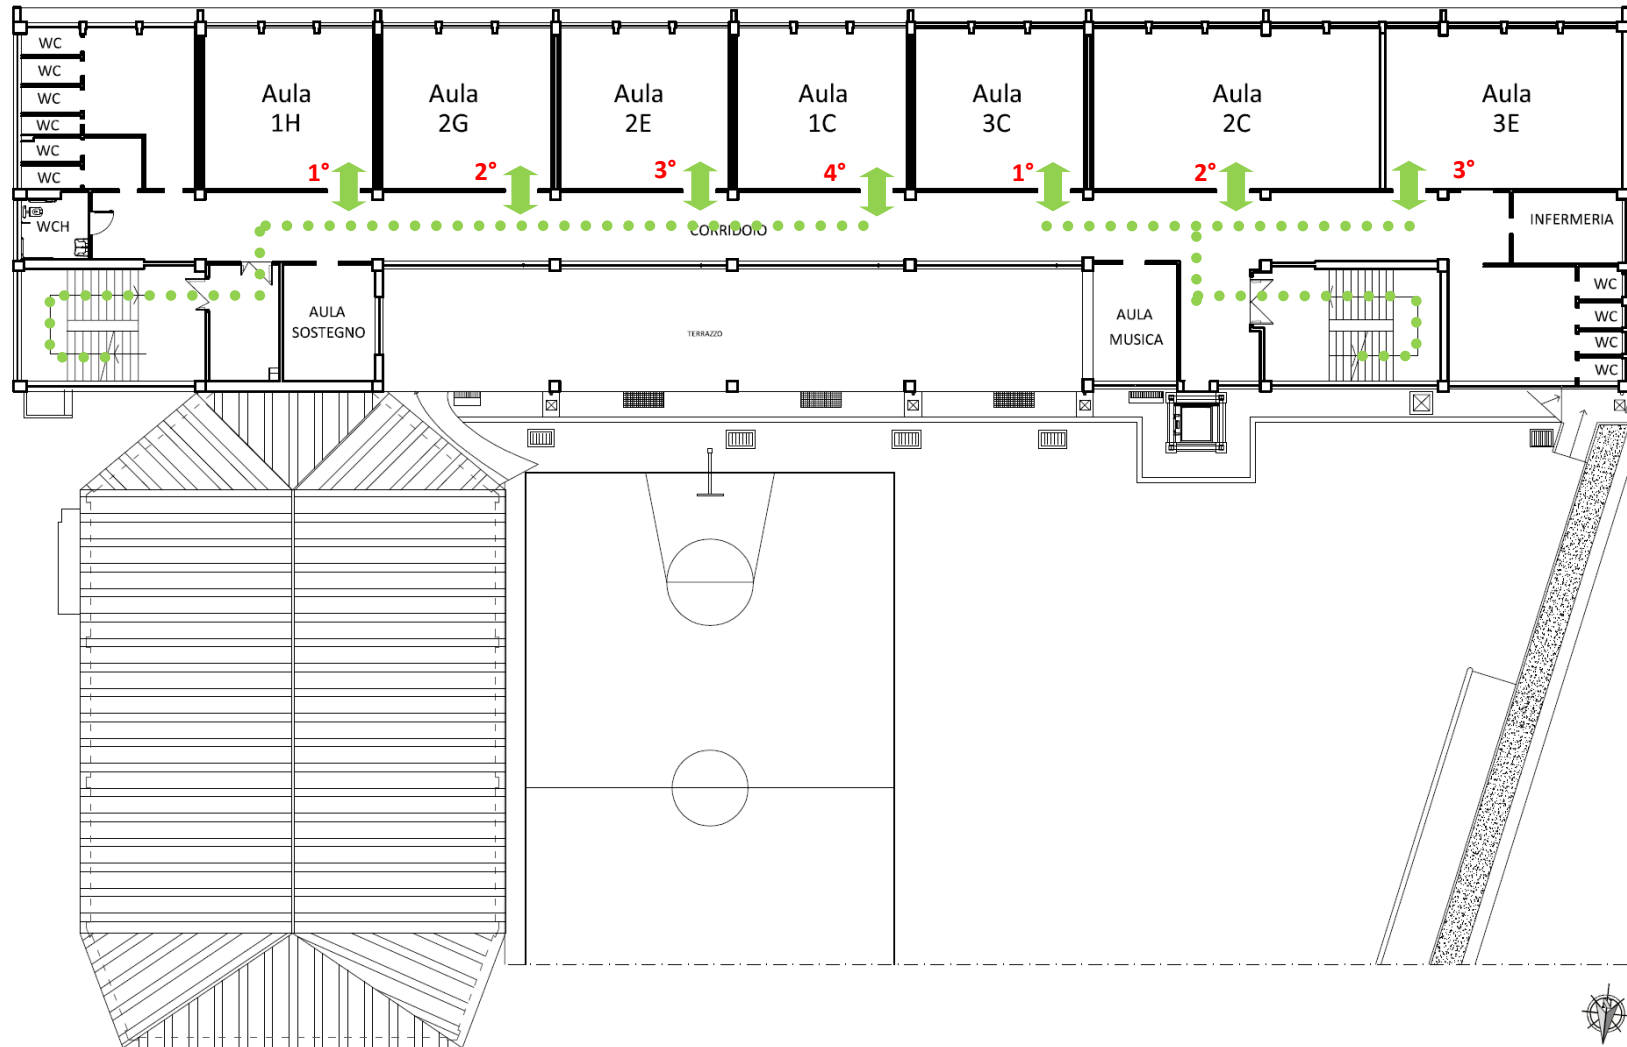 WC
WC
WC
WC
WC
WC
WCH
Aula
1H
Aula
2G
Aula
2E
Aula
1C
Aula
3C
Aula
2C
Aula
3E
1°
2°
3°
4°
1°
2°
3°
CORRIDOIO
INFERMERIA
AULA
SOSTEGNO
TERRAZZO
AULA
MUSICA
WC
WC
WC
WC